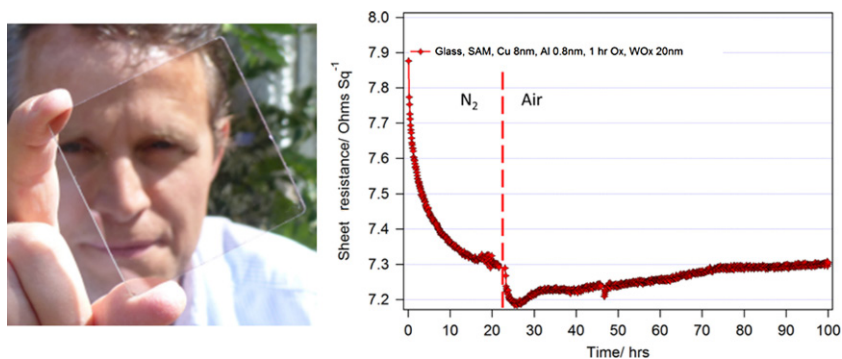 8.0
7.9
7.8
7.7
7.6
7.5
7.4
7.3
7.2
Sheet resistance/ Ohms Sq⁻¹
Glass, SAM, Cu 8nm, Al 0.8nm, 1 hr Ox, WOx 20nm
N₂ Air
0 10 20 30 40 50 60 70 80 90 100
Time/ hrs